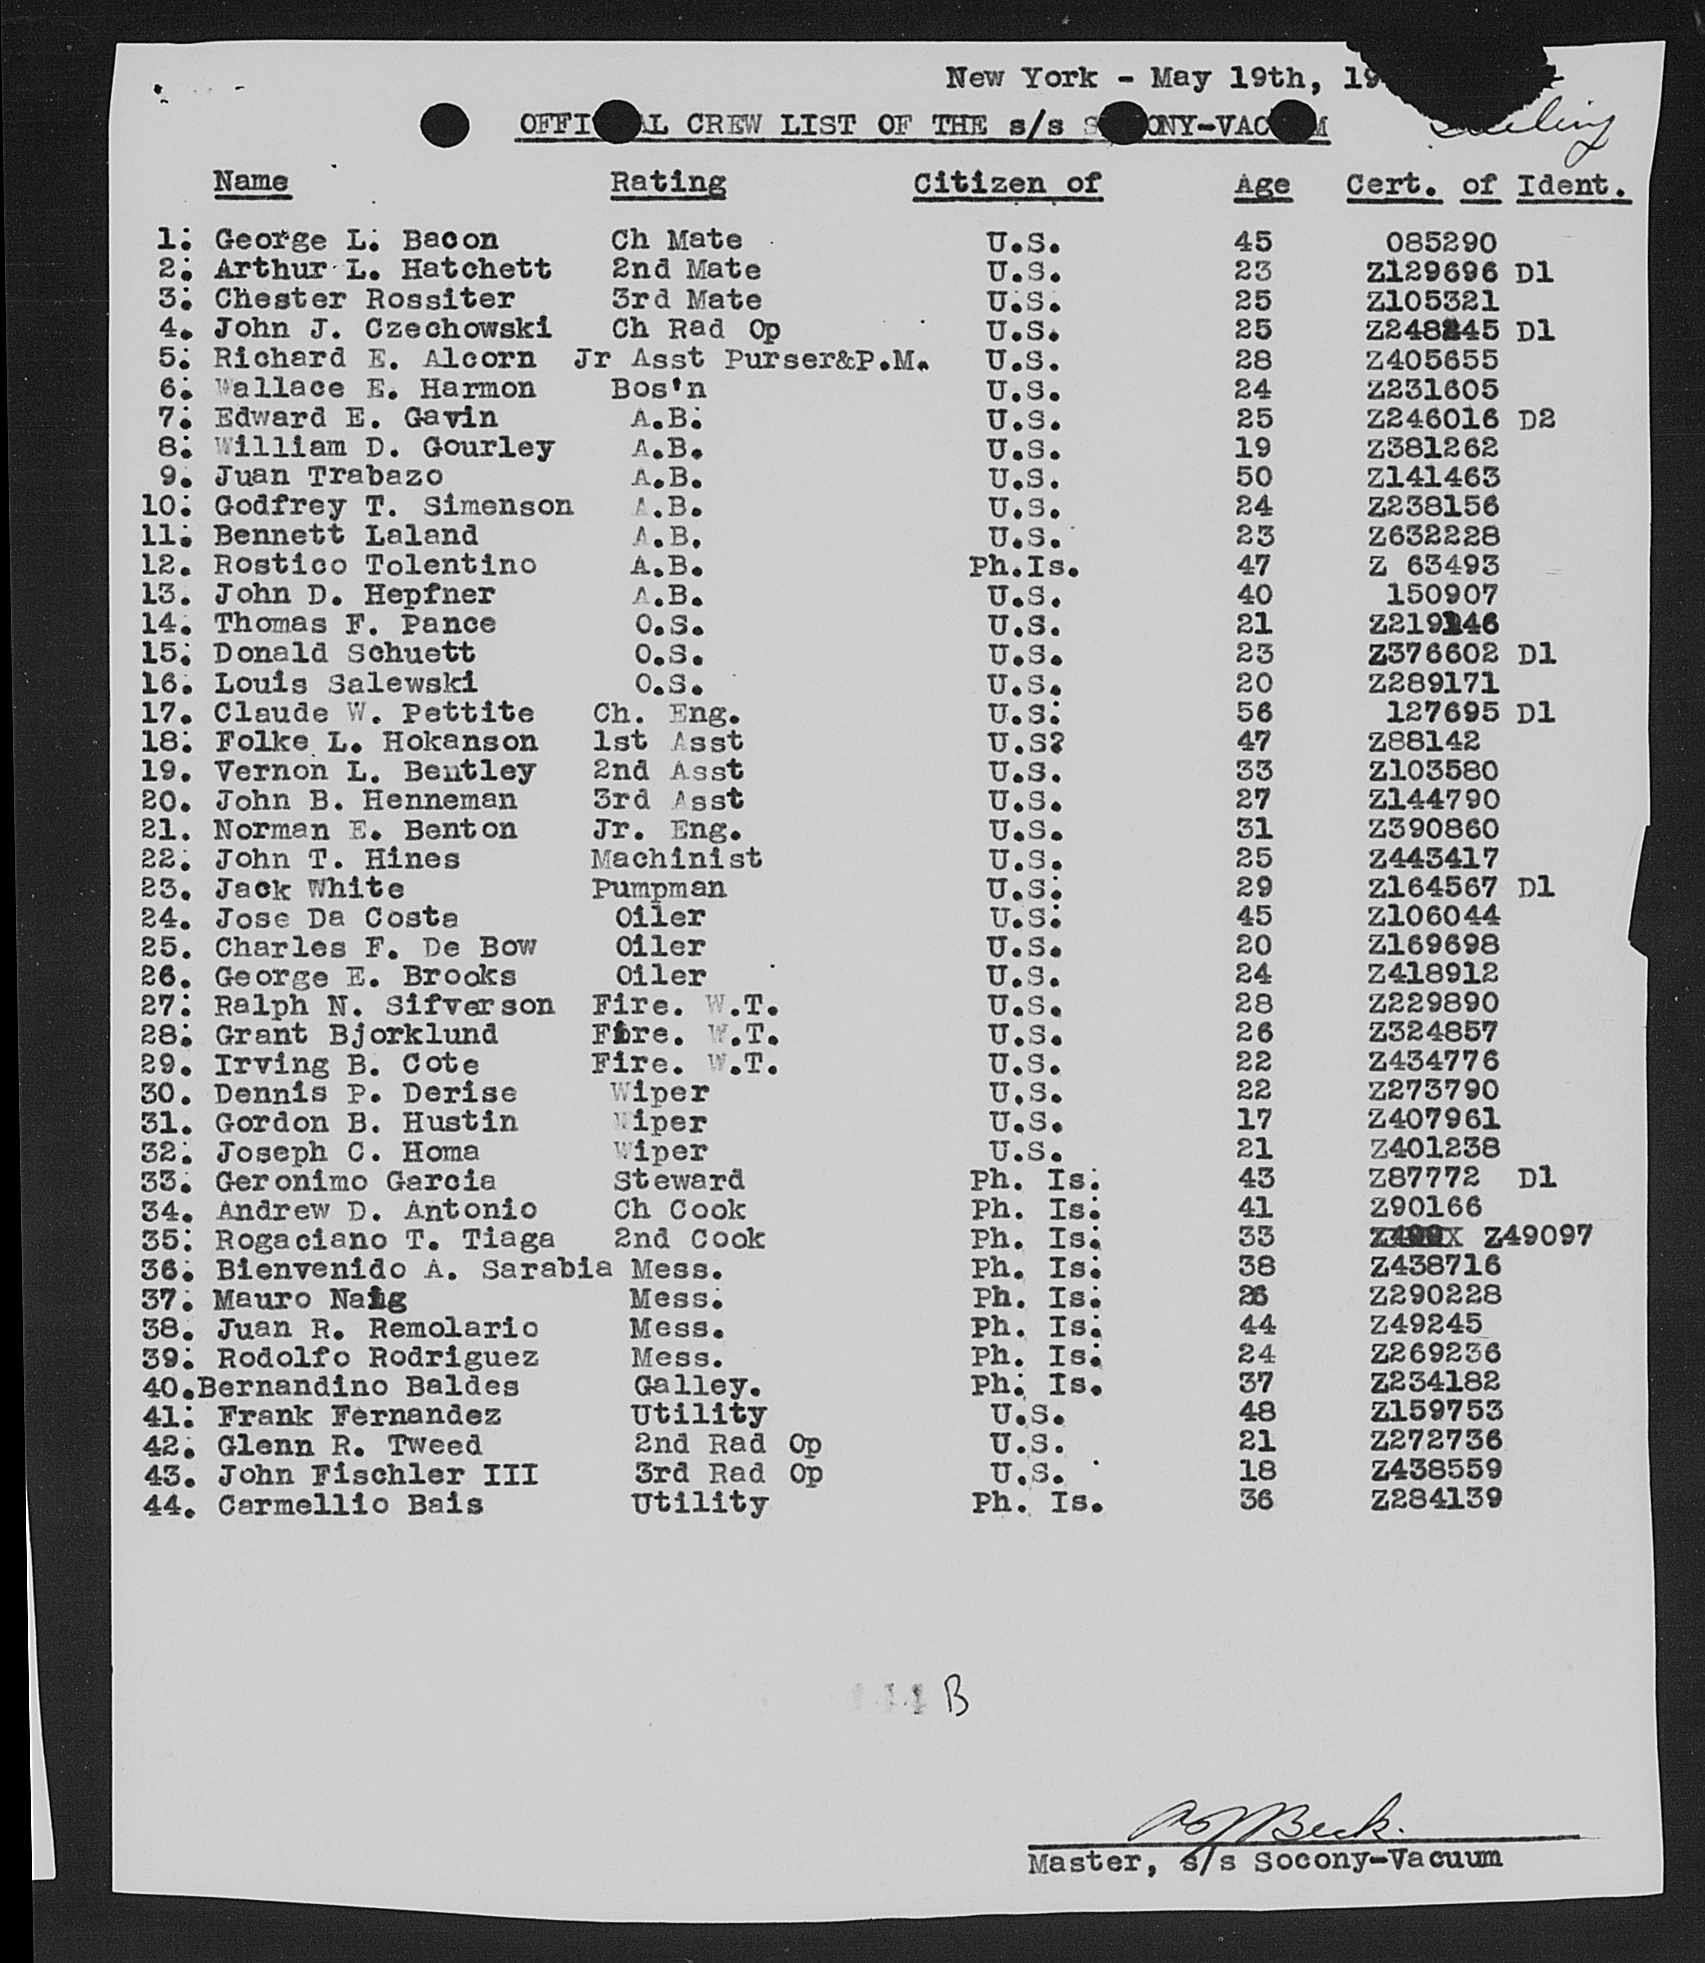 New York - May 19th, 19
OFFI AL CREW LIST OF THE s/s S ONY-VAC M
Name Rating Citizen of Age Cert. of Ident.
1. George L. Bacon Ch Mate U.S. 45 085290
2. Arthur L. Hatchett 2nd Mate U.S. 23 Z129696 D1
3. Chester Rossiter 3rd Mate U.S. 25 Z105321
4. John J. Czechowski Ch Rad Op U.S. 25 Z248245 D1
5. Richard E. Alcorn Jr Asst Purser&P.M. U.S. 28 Z405655
6. Wallace E. Harmon Bos'n U.S. 24 Z231605
7. Edward E. Gavin A.B. U.S. 25 Z246016 D2
8. William D. Gourley A.B. U.S. 19 Z381262
9. Juan Trabazo A.B. U.S. 50 Z141463
10. Godfrey T. Simenson A.B. U.S. 24 Z238156
11. Bennett Laland A.B. U.S. 23 Z632228
12. Rostico Tolentino A.B. Ph.Is. 47 Z 63493
13. John D. Hepfner A.B. U.S. 40 150907
14. Thomas F. Pance O.S. U.S. 21
15. Donald Schuett O.S. U.S. 23 Z376602 D1
16. Louis Salewski O.S. U.S. 20 Z289171
17. Claude W. Pettite Ch. Eng. U.S. 56 127695 D1
18. Folke L. Hokanson 1st Asst U.S? 47 Z88142
19. Vernon L. Bentley 2nd Asst U.S. 33 Z103580
20. John B. Henneman 3rd Asst U.S. 27 Z144790
21. Norman E. Benton Jr. Eng. U.S. 31 Z390860
22. John T. Hines Machinist U.S. 25 Z443417
23. Jack White Pumpman U.S. 29 Z164567 D1
24. Jose Da Costa Oiler U.S. 45 Z106044
25. Charles F. De Bow Oiler U.S. 20 Z169698
26. George E. Brooks Oiler U.S. 24 Z418912
27. Ralph N. Sifverson Fire. W.T. U.S. 28 Z229890
28. Grant Bjorklund Fire. W.T. U.S. 26 Z324857
29. Irving B. Cote Fire. W.T. U.S. 22 Z434776
30. Dennis P. Derise Wiper U.S. 22 Z273790
31. Gordon B. Hustin Wiper U.S. 17 Z407961
32. Joseph C. Homa Wiper U.S. 21 Z401238
33. Geronimo Garcia Steward Ph. Is. 43 Z87772 D1
34. Andrew D. Antonio Ch Cook Ph. Is. 41 Z90166
35. Rogaciano T. Tiaga 2nd Cook Ph. Is. 33 Z49097
36. Bienvenido A. Sarabia Mess. Ph. Is. 38 Z438716
37. Mauro Naig Mess. Ph. Is. 26 Z290228
38. Juan R. Remolario Mess. Ph. Is. 44 Z49245
39. Rodolfo Rodriguez Mess. Ph. Is. 24 Z269236
40.Bernandino Baldes Galley. Ph. Is. 37 Z234182
41. Frank Fernandez Utility U.S. 48 Z159753
42. Glenn R. Tweed 2nd Rad Op U.S. 21 Z272736
43. John Fischler III 3rd Rad Op U.S. 18 Z438559
44. Carmellio Bais Utility Ph. Is. 36 Z284139
44 B
Beck.
Master, s/s Socony-Vacuum